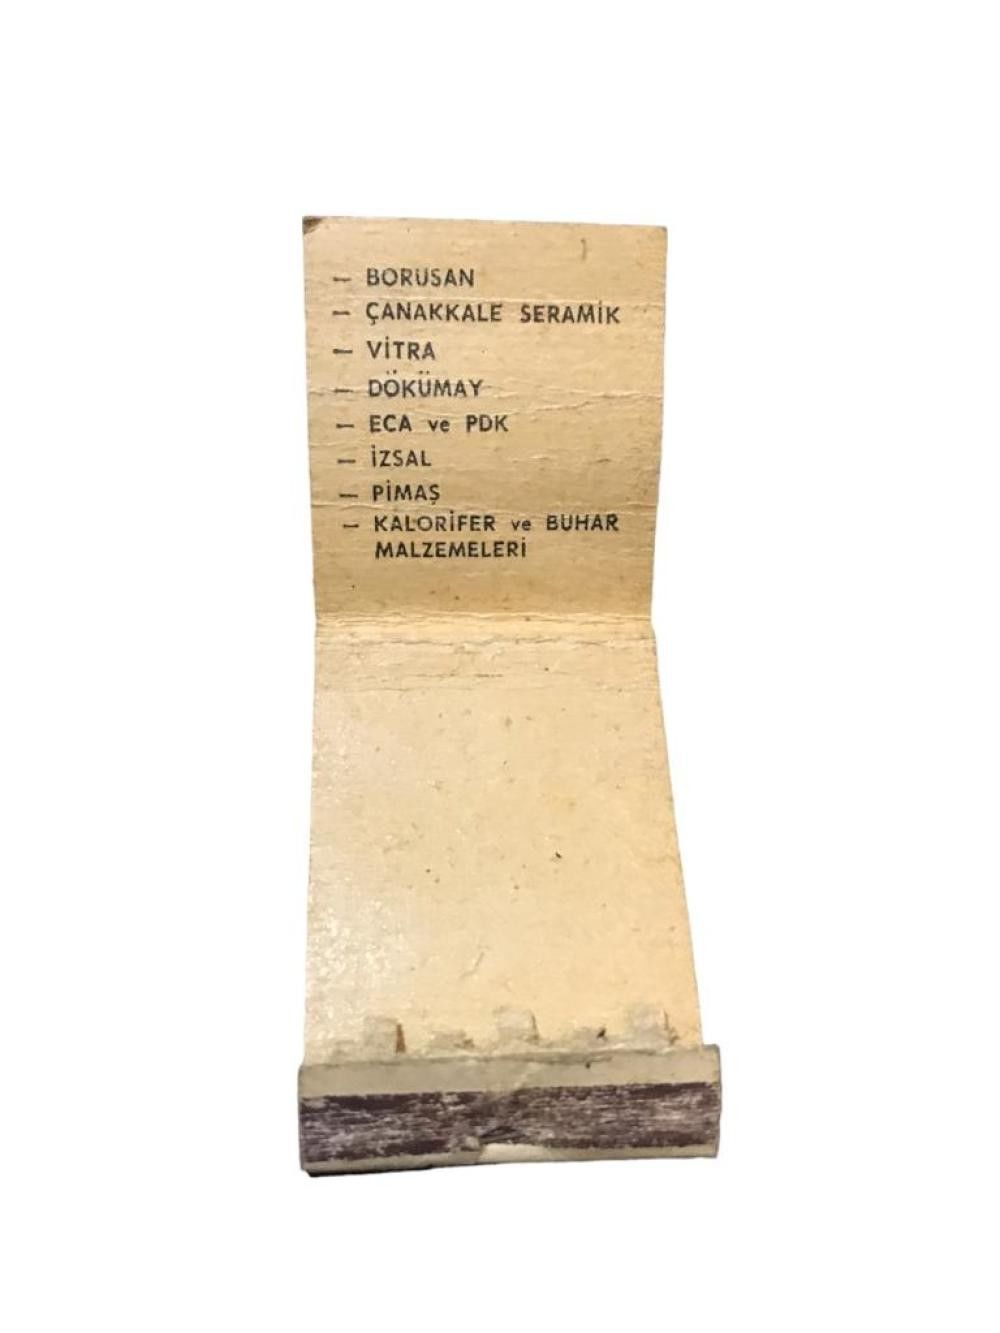 — BORUSAN
— ÇANAKKALE SERAMİK
— VİTRA
— DÖKÜMAY
— ECA ve PDK
— İZSAL
— PİMAŞ
— KALORİFER ve BUHAR
MALZEMELERİ